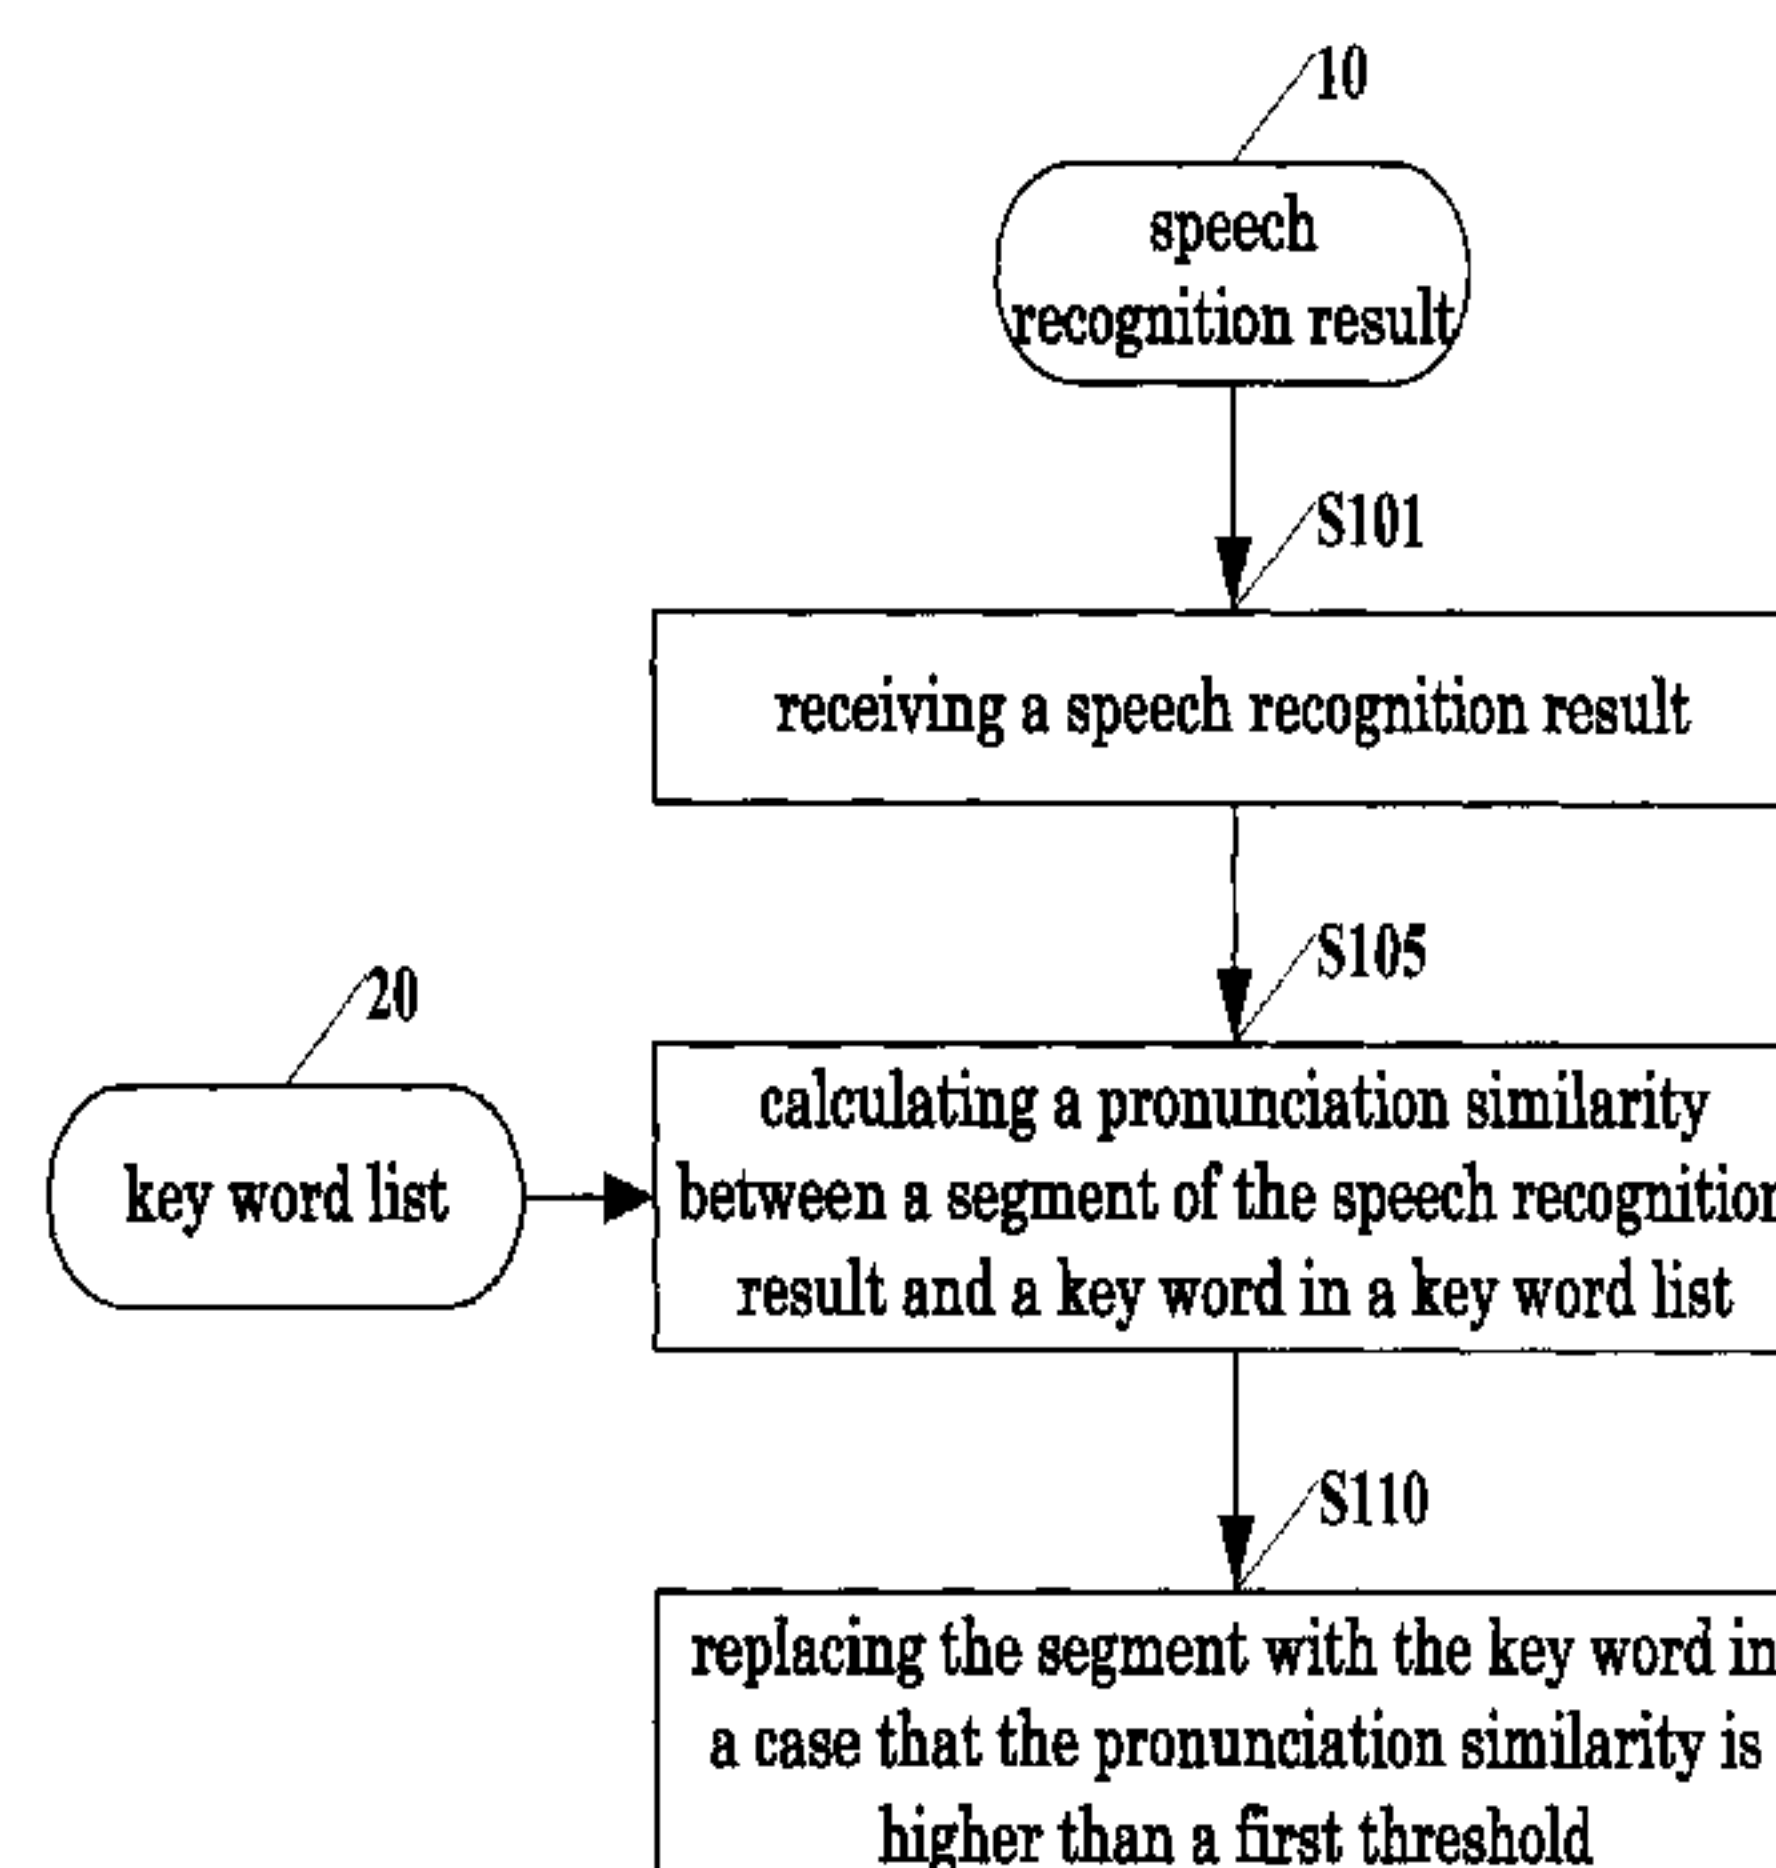 10
speech
recognition result
S101
receiving a speech recognition result
S105
20
key word list
calculating a pronunciation similarity
between a segment of the speech recognition
result and a key word in a key word list
S110
replacing the segment with the key word in
a case that the pronunciation similarity is
higher than a first threshold